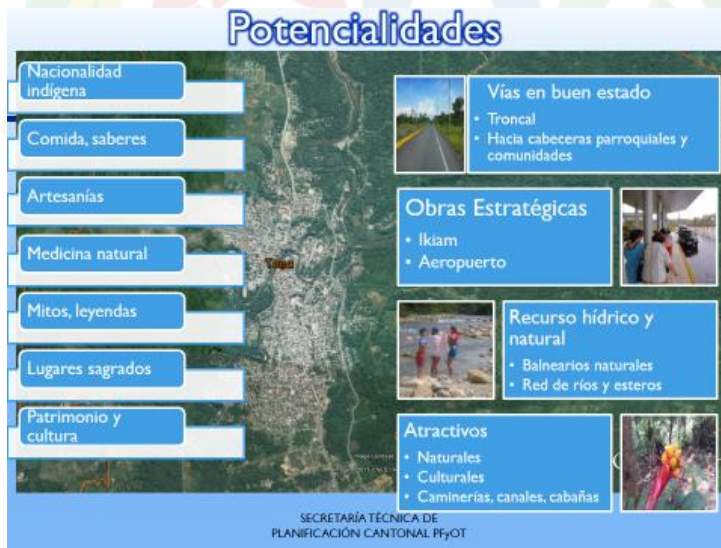 Potencialidades
Nacionalidad
indígena
Comida, saberes
Artesanías
Medicina natural
Mitos, leyendas
Lugares sagrados
Patrimonio y
cultura
Tena
Vías en buen estado
• Troncal
• Hacia cabeceras parroquiales y
comunidades
Obras Estratégicas
• Ikiam
• Aeropuerto
Recurso hídrico y
natural
• Balnearios naturales
• Red de ríos y esteros
Atractivos
• Naturales
• Culturales
• Caminerías, canales, cabañas
SECRETARÍA TÉCNICA DE
PLANIFICACIÓN CANTONAL PFyOT